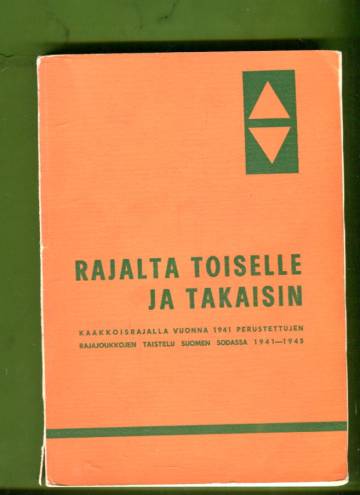 RAJALTA TOISELLE
JA TAKAISIN
KAAKKOISRAJALLA VUONNA 1941 PERUSTETTUJEN
RAJAJOUKKOJEN TAISTELU SUOMEN SODASSA 1941—1945